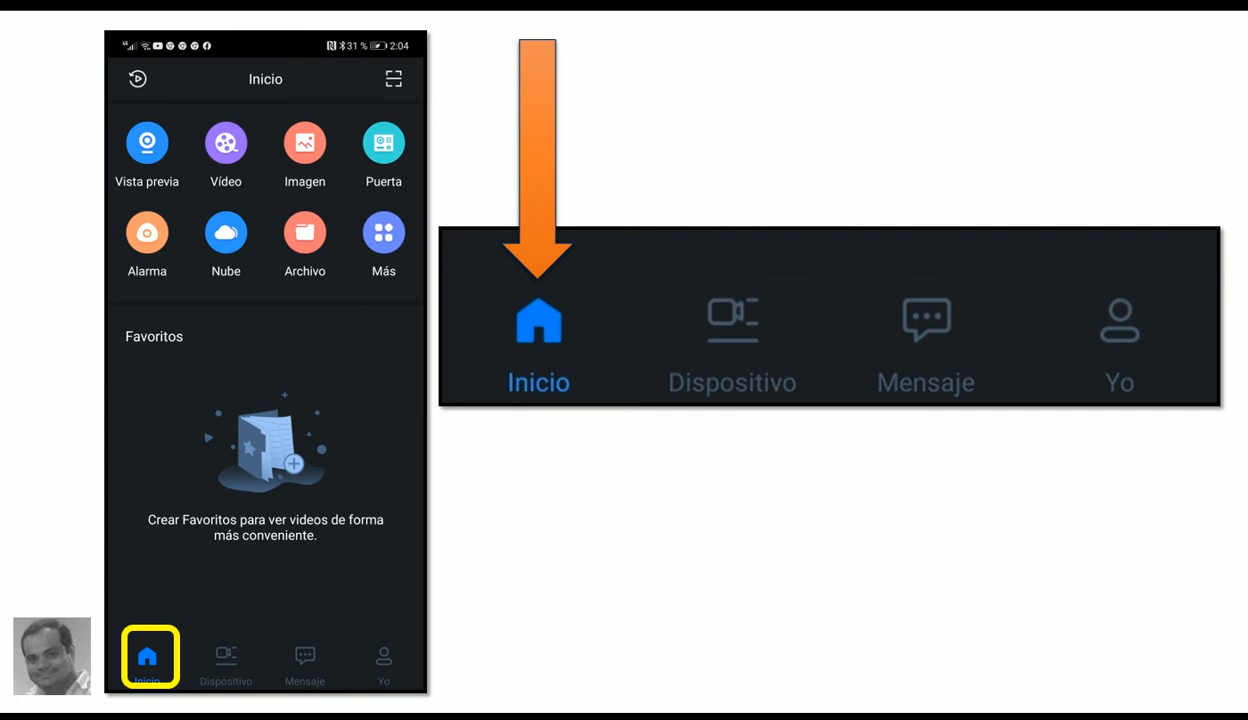 31 % 2:04
Inicio
Vista previa Vídeo Imagen Puerta
Alarma Nube Archivo Más
Favoritos
Crear Favoritos para ver videos de forma
más conveniente.
Inicio Dispositivo Mensaje Yo
Inicio Dispositivo Mensaje Yo